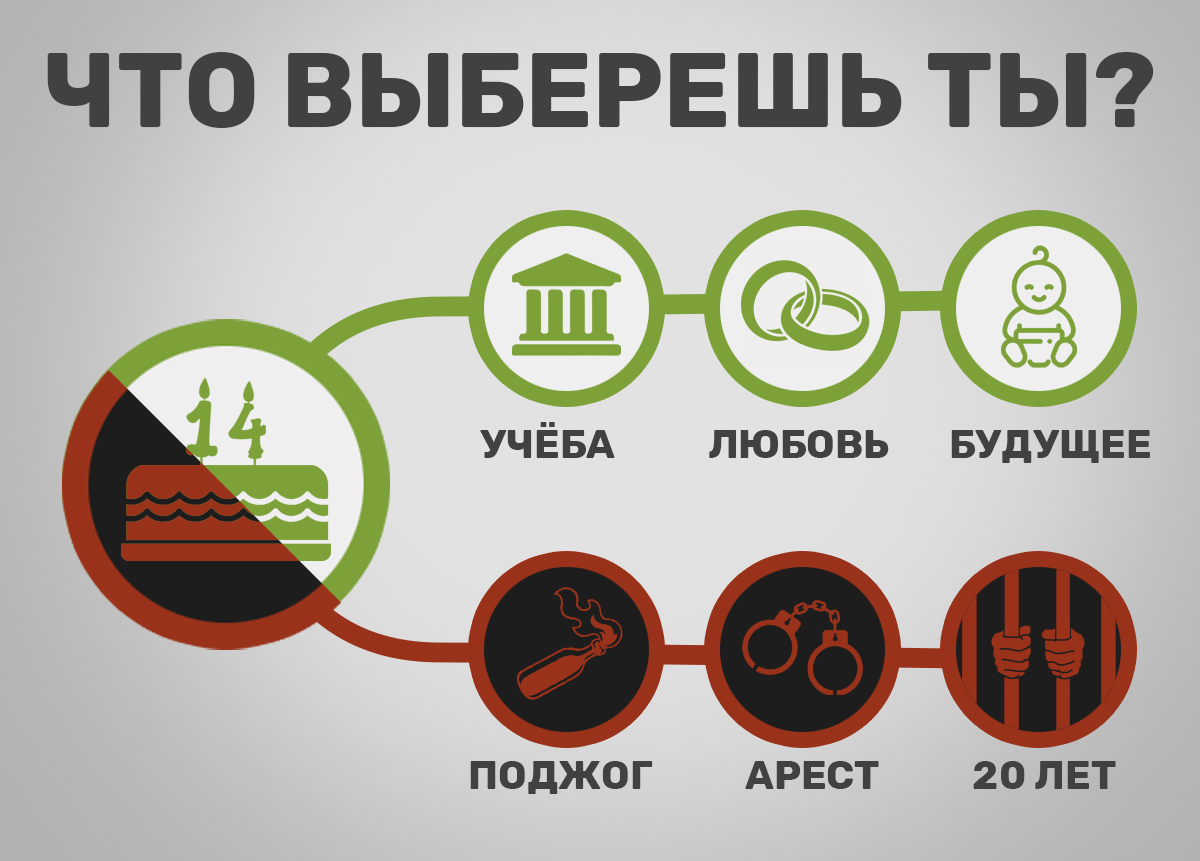 ЧТО ВЫБЕРЕШЬ ТЫ?
14
УЧЁБА
ЛЮБОВЬ
БУДУЩЕЕ
ПОДЖОГ
АРЕСТ
20 ЛЕТ